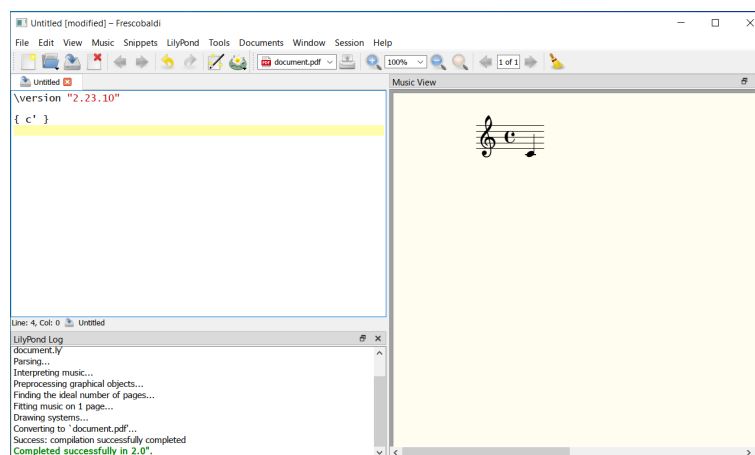 Untitled [modified] – Frescobaldi
File Edit View Music Snippets LilyPond Tools Documents Window Session Help
document.pdf 100% 1 of 1
Untitled
Music View
\version "2.23.10"
{ c' }
Line: 4, Col: 0 Untitled
LilyPond Log
document.ly'
Parsing...
Interpreting music...
Preprocessing graphical objects...
Finding the ideal number of pages...
Fitting music on 1 page...
Drawing systems...
Converting to `document.pdf'...
Success: compilation successfully completed
Completed successfully in 2.0".